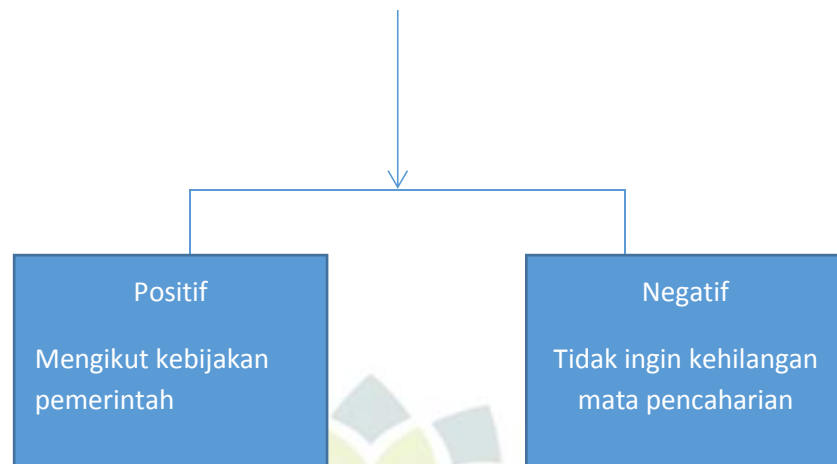 Positif
Mengikut kebijakan
pemerintah
Negatif
Tidak ingin kehilangan
mata pencaharian